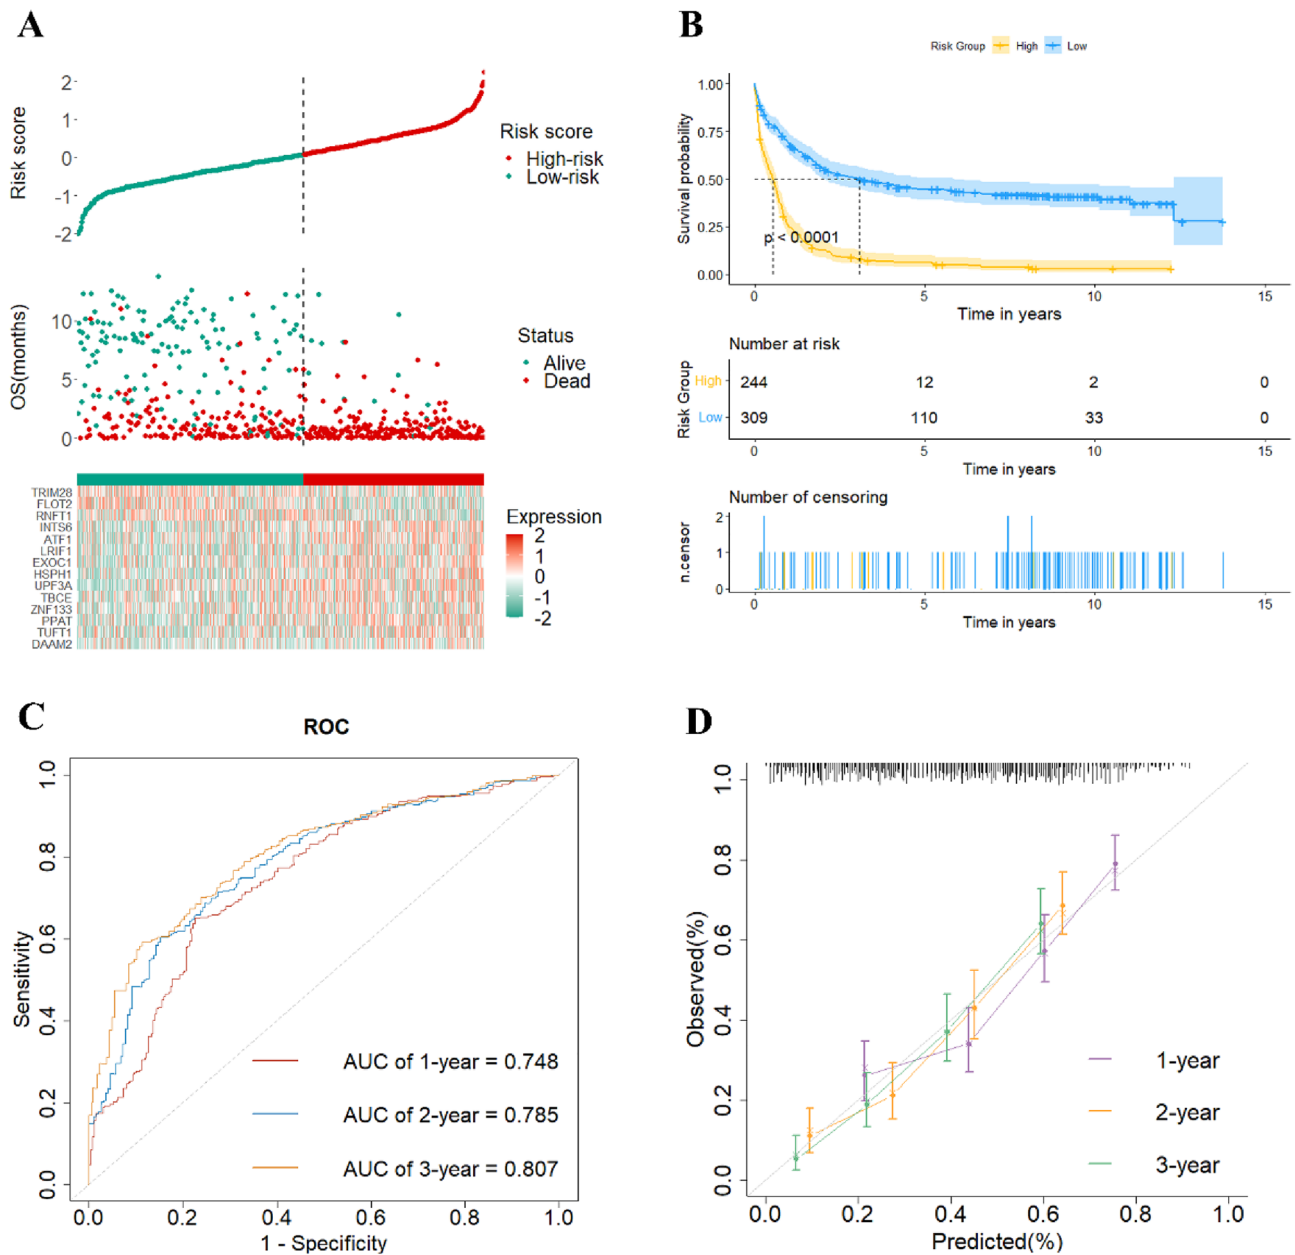 A
Risk score
2
1
0
-1
-2
Risk score
High-risk
Low-risk
OS(months)
10
5
0
Status
Alive
Dead
TRIM28
FLOT2
RNFT1
INTS6
ATF1
LRIF1
EXOC1
HSPH1
UPF3A
TBCE
ZNF133
PPAT
TUFT1
DAAM2
Expression
2
1
0
-1
-2
B
Risk Group High Low
Survival probability
1.00
0.75
0.50
0.25
0.00
p < 0.0001
0 5 10 15
Time in years
Number at risk
Risk Group
High 244 12 2 0
Low 309 110 33 0
0 5 10 15
Time in years
Number of censoring
n.censor
2
1
0
0 5 10 15
Time in years
C
ROC
Sensitivity
1.0
0.8
0.6
0.4
0.2
0.0
AUC of 1-year = 0.748
AUC of 2-year = 0.785
AUC of 3-year = 0.807
0.0 0.2 0.4 0.6 0.8 1.0
1 - Specificity
D
Observed(%)
1.0
0.8
0.6
0.4
0.2
0.0
1-year
2-year
3-year
0.0 0.2 0.4 0.6 0.8 1.0
Predicted(%)